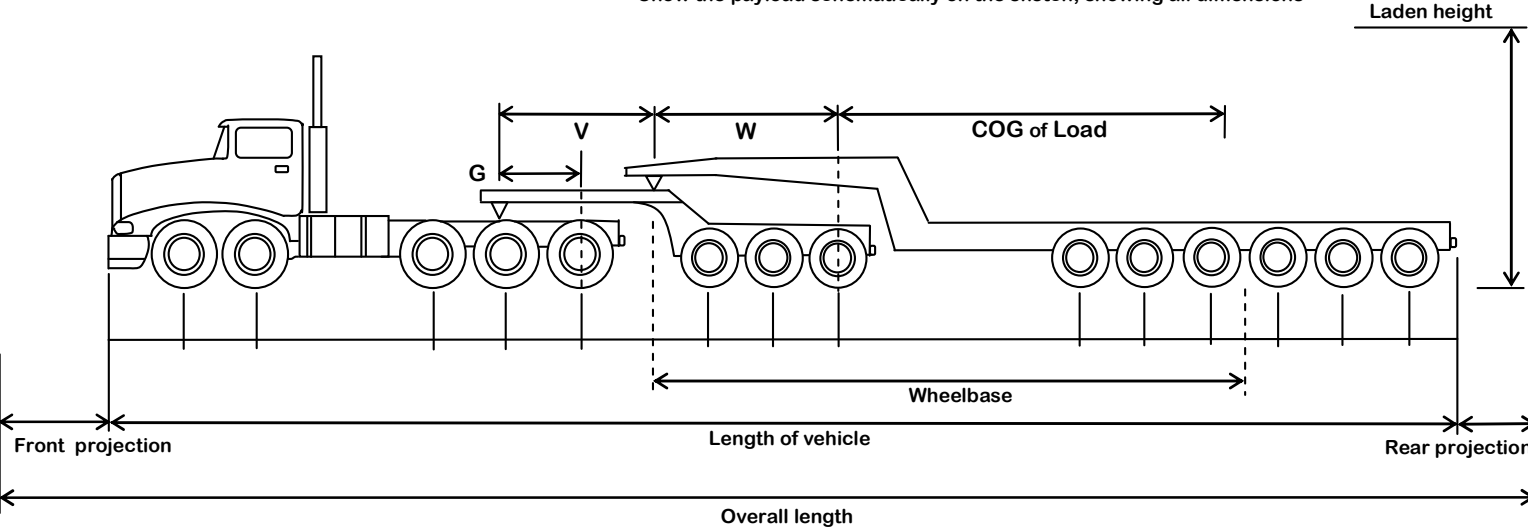 Show the payload schematically on the sketch, showing all dimensions
Laden height
V
W
COG of Load
G
Wheelbase
Front projection
Length of vehicle
Rear projection
Overall length